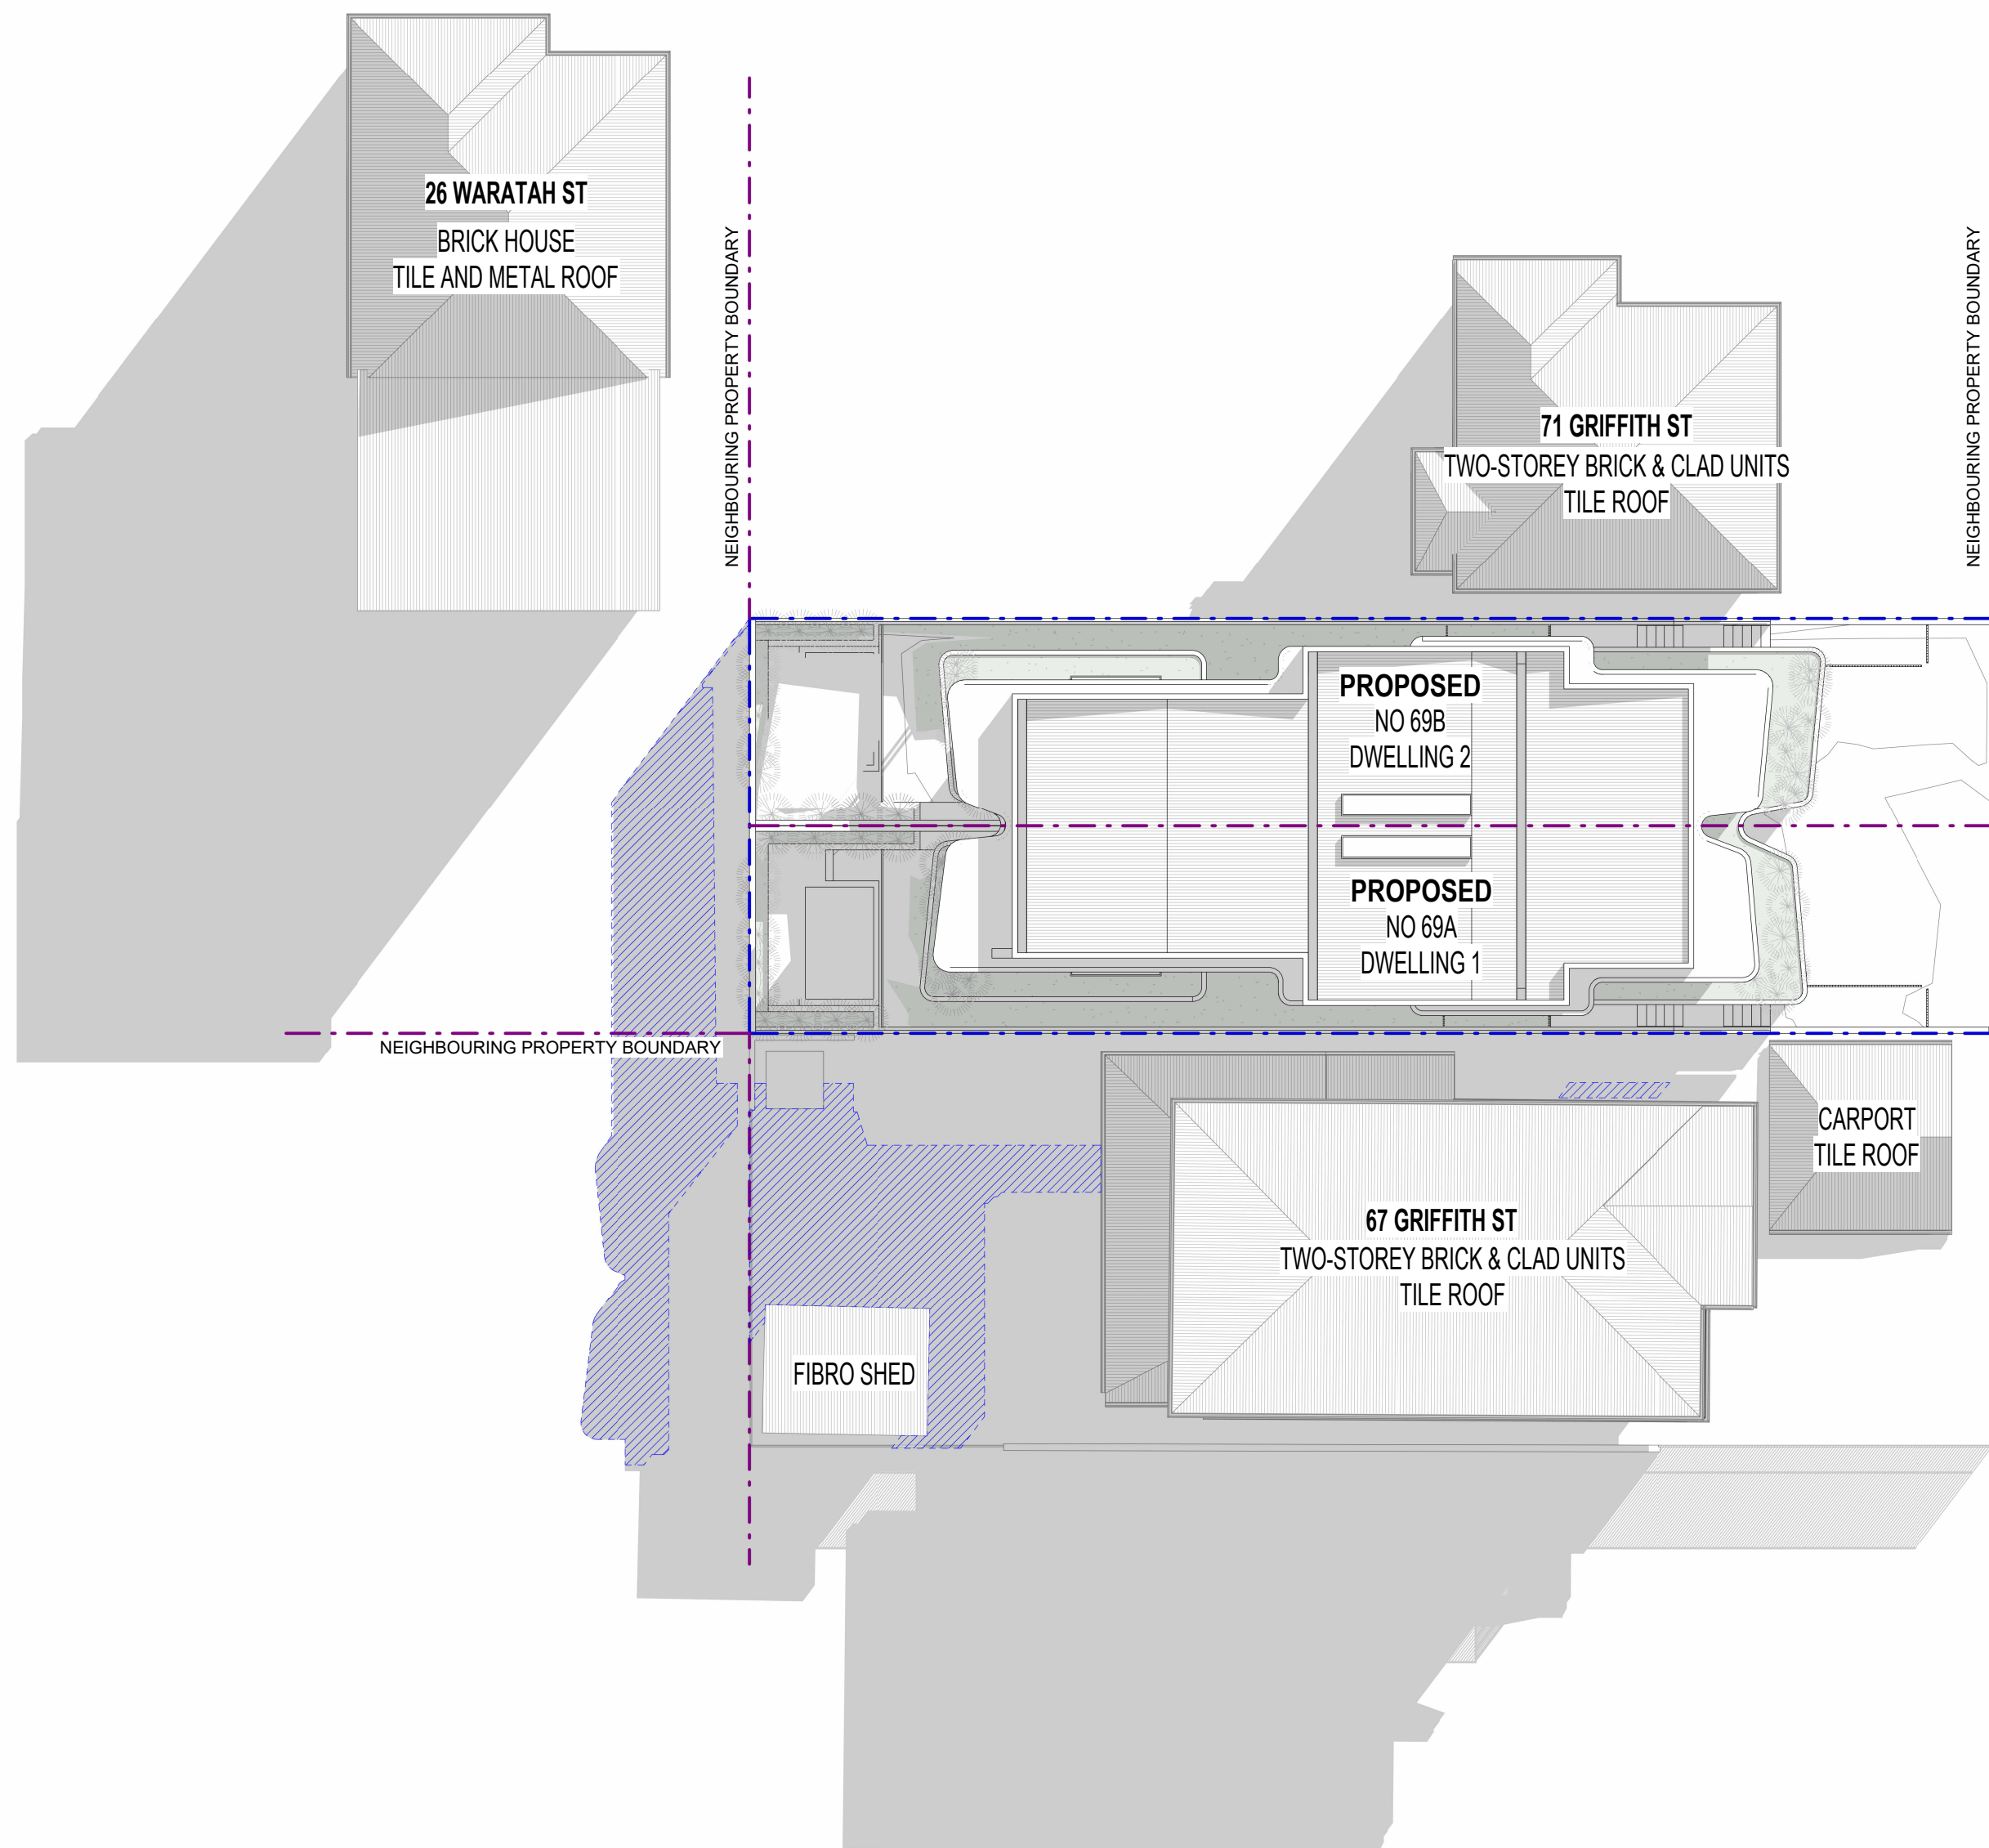 26 WARATAH ST
BRICK HOUSE
TILE AND METAL ROOF
NEIGHBOURING PROPERTY BOUNDARY
NEIGHBOURING PROPERTY BOUNDARY
71 GRIFFITH ST
TWO-STOREY BRICK & CLAD UNITS
TILE ROOF
PROPOSED
NO 69B
DWELLING 2
PROPOSED
NO 69A
DWELLING 1
NEIGHBOURING PROPERTY BOUNDARY
CARPORT
TILE ROOF
67 GRIFFITH ST
TWO-STOREY BRICK & CLAD UNITS
TILE ROOF
FIBRO SHED